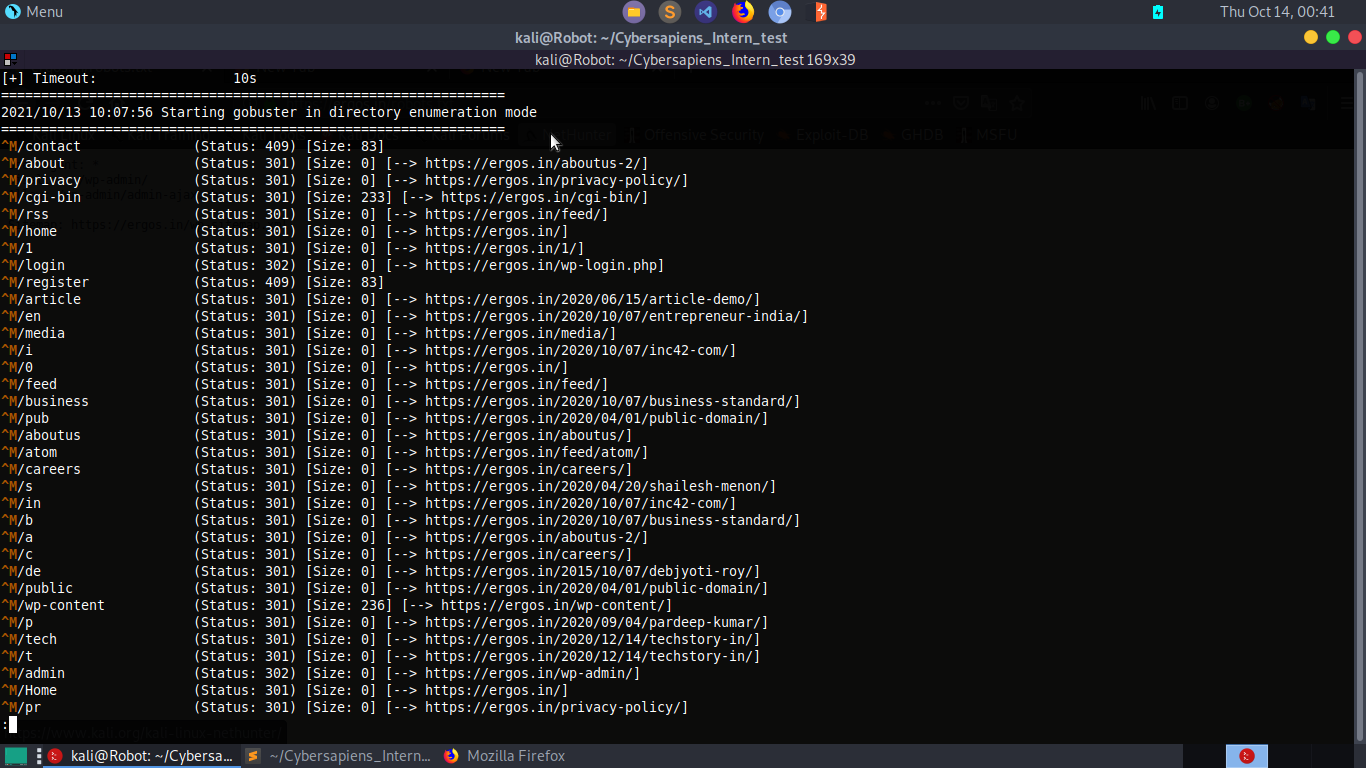 Menu
Thu Oct 14, 00:41
kali@Robot: ~/Cybersapiens_Intern_test
kali@Robot: ~/Cybersapiens_Intern_test 169x39
[+] Timeout:                 10s
===============================================================
2021/10/13 10:07:56 Starting gobuster in directory enumeration mode
===============================================================
Hunter Offensive Security Exploit-DB GHDB MSFU
^M/contact              (Status: 409) [Size: 83]
^M/about                (Status: 301) [Size: 0] [--> https://ergos.in/aboutus-2/]
^M/privacy              (Status: 301) [Size: 0] [--> https://ergos.in/privacy-policy/]
^M/cgi-bin              (Status: 301) [Size: 233] [--> https://ergos.in/cgi-bin/]
^M/rss                  (Status: 301) [Size: 0] [--> https://ergos.in/feed/]
^M/home                 (Status: 301) [Size: 0] [--> https://ergos.in/]
^M/1                    (Status: 301) [Size: 0] [--> https://ergos.in/1/]
^M/login                (Status: 302) [Size: 0] [--> https://ergos.in/wp-login.php]
^M/register             (Status: 409) [Size: 83]
^M/article              (Status: 301) [Size: 0] [--> https://ergos.in/2020/06/15/article-demo/]
^M/en                   (Status: 301) [Size: 0] [--> https://ergos.in/2020/10/07/entrepreneur-india/]
^M/media                (Status: 301) [Size: 0] [--> https://ergos.in/media/]
^M/i                    (Status: 301) [Size: 0] [--> https://ergos.in/2020/10/07/inc42-com/]
^M/0                    (Status: 301) [Size: 0] [--> https://ergos.in/]
^M/feed                 (Status: 301) [Size: 0] [--> https://ergos.in/feed/]
^M/business             (Status: 301) [Size: 0] [--> https://ergos.in/2020/10/07/business-standard/]
^M/pub                  (Status: 301) [Size: 0] [--> https://ergos.in/2020/04/01/public-domain/]
^M/aboutus              (Status: 301) [Size: 0] [--> https://ergos.in/aboutus/]
^M/atom                 (Status: 301) [Size: 0] [--> https://ergos.in/feed/atom/]
^M/careers              (Status: 301) [Size: 0] [--> https://ergos.in/careers/]
^M/s                    (Status: 301) [Size: 0] [--> https://ergos.in/2020/04/20/shailesh-menon/]
^M/in                   (Status: 301) [Size: 0] [--> https://ergos.in/2020/10/07/inc42-com/]
^M/b                    (Status: 301) [Size: 0] [--> https://ergos.in/2020/10/07/business-standard/]
^M/a                    (Status: 301) [Size: 0] [--> https://ergos.in/aboutus-2/]
^M/c                    (Status: 301) [Size: 0] [--> https://ergos.in/careers/]
^M/de                   (Status: 301) [Size: 0] [--> https://ergos.in/2015/10/07/debjyoti-roy/]
^M/public               (Status: 301) [Size: 0] [--> https://ergos.in/2020/04/01/public-domain/]
^M/wp-content           (Status: 301) [Size: 236] [--> https://ergos.in/wp-content/]
^M/p                    (Status: 301) [Size: 0] [--> https://ergos.in/2020/09/04/pardeep-kumar/]
^M/tech                 (Status: 301) [Size: 0] [--> https://ergos.in/2020/12/14/techstory-in/]
^M/t                    (Status: 301) [Size: 0] [--> https://ergos.in/2020/12/14/techstory-in/]
^M/admin                (Status: 302) [Size: 0] [--> https://ergos.in/wp-admin/]
^M/Home                 (Status: 301) [Size: 0] [--> https://ergos.in/]
^M/pr                   (Status: 301) [Size: 0] [--> https://ergos.in/privacy-policy/]
:
kali@Robot: ~/Cybersa...
~/Cybersapiens_Intern...
Mozilla Firefox